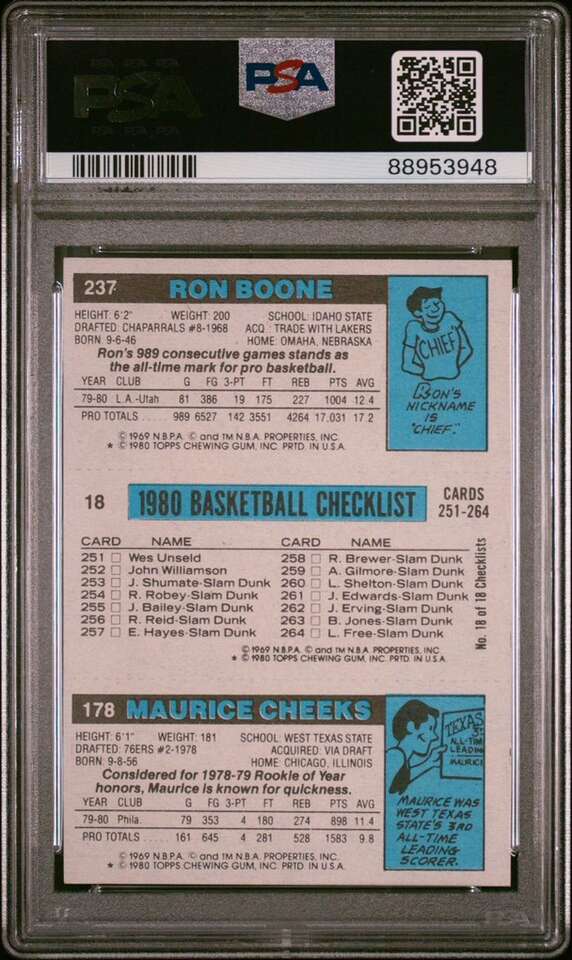 PSA
PSA
88953948
237 RON BOONE
HEIGHT: 6'2" WEIGHT: 200 SCHOOL: IDAHO STATE
DRAFTED: CHAPARRALS #8-1968 ACQ.: TRADE WITH LAKERS
BORN: 9-6-46 HOME: OMAHA, NEBRASKA
Ron's 989 consecutive games stands as
the all-time mark for pro basketball.
YEAR CLUB G FG 3-PT FT REB PTS AVG
79-80 L.A.-Utah 81 386 19 175 227 1004 12.4
PRO TOTALS.... 989 6527 142 3551 4264 17,031 17.2
© 1969 N.B.P.A. © and TM N.B.A. PROPERTIES, INC.
* © 1980 TOPPS CHEWING GUM, INC. PRTD. IN U.S.A.
CHIEF
RON'S
NICKNAME
IS
"CHIEF."
18 1980 BASKETBALL CHECKLIST CARDS
251-264
CARD NAME CARD NAME
251 Wes Unseld 258 R. Brewer-Slam Dunk
252 John Williamson 259 A. Gilmore-Slam Dunk
253 J. Shumate-Slam Dunk 260 L. Shelton-Slam Dunk
254 R. Robey-Slam Dunk 261 J. Edwards-Slam Dunk
255 J. Bailey-Slam Dunk 262 J. Erving-Slam Dunk
256 R. Reid-Slam Dunk 263 B. Jones-Slam Dunk
257 E. Hayes-Slam Dunk 264 L. Free-Slam Dunk
No. 18 of 18 Checklists
© 1969 N.B.P.A. © and TM N.B.A. PROPERTIES, INC.
* © 1980 TOPPS CHEWING GUM, INC. PRTD. IN U.S.A.
178 MAURICE CHEEKS
HEIGHT: 6'1" WEIGHT: 181 SCHOOL: WEST TEXAS STATE
DRAFTED: 76ERS #2-1978 ACQUIRED: VIA DRAFT
BORN: 9-8-56 HOME: CHICAGO, ILLINOIS
Considered for 1978-79 Rookie of Year
honors, Maurice is known for quickness.
YEAR CLUB G FG 3-PT FT REB PTS AVG
79-80 Phila. 79 353 4 180 274 898 11.4
PRO TOTALS.... 161 645 4 281 528 1583 9.8
© 1969 N.B.P.A. © and TM N.B.A. PROPERTIES, INC.
* © 1980 TOPPS CHEWING GUM, INC. PRTD. IN U.S.A.
TEXAS
ALL-TIME
LEADING
MAURICE WAS
WEST TEXAS
STATE'S 3RD
ALL-TIME
LEADING
SCORER.
PSA